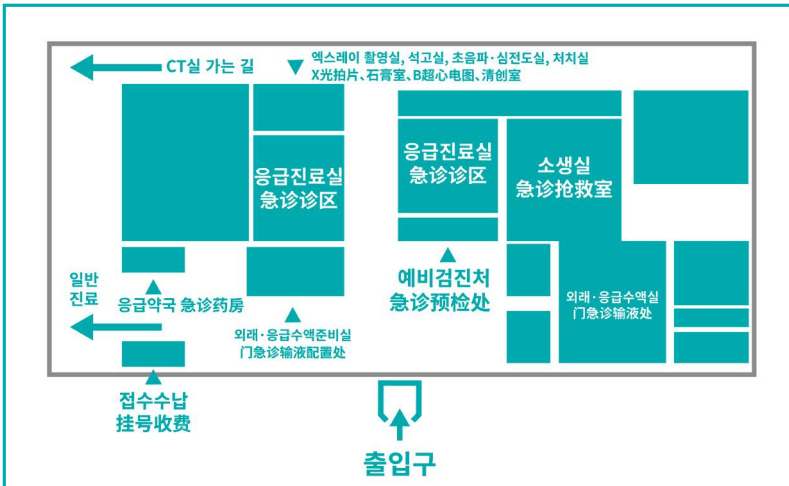 CT실 가는 길
엑스레이 촬영실, 석고실, 초음파·심전도실, 처치실
X光拍片、石膏室、B超心电图、清创室
응급진료실
急诊诊区
응급진료실
急诊诊区
소생실
急诊抢救室
일반
진료
응급약국 急诊药房
외래·응급수액준비실
门急诊输液配置处
예비검진처
急诊预检处
외래·응급수액실
门急诊输液处
접수수납
挂号收费
출입구